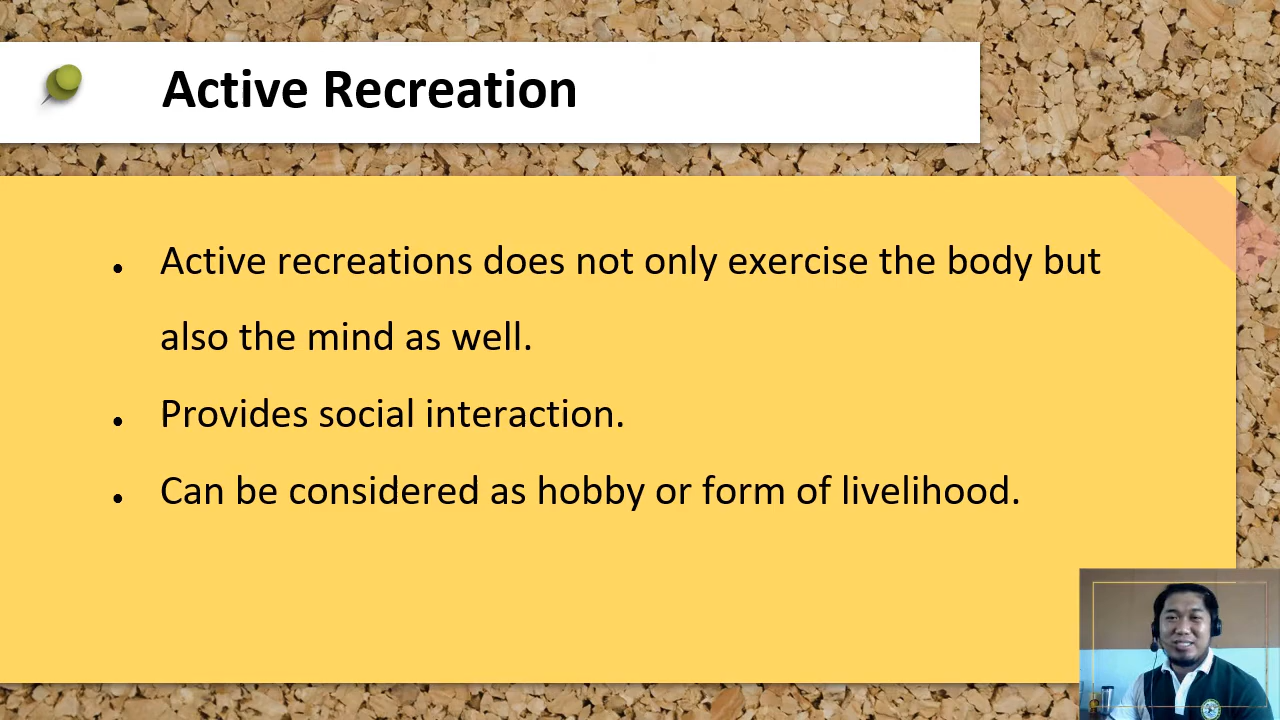 Active Recreation
• Active recreations does not only exercise the body but
also the mind as well.
• Provides social interaction.
• Can be considered as hobby or form of livelihood.